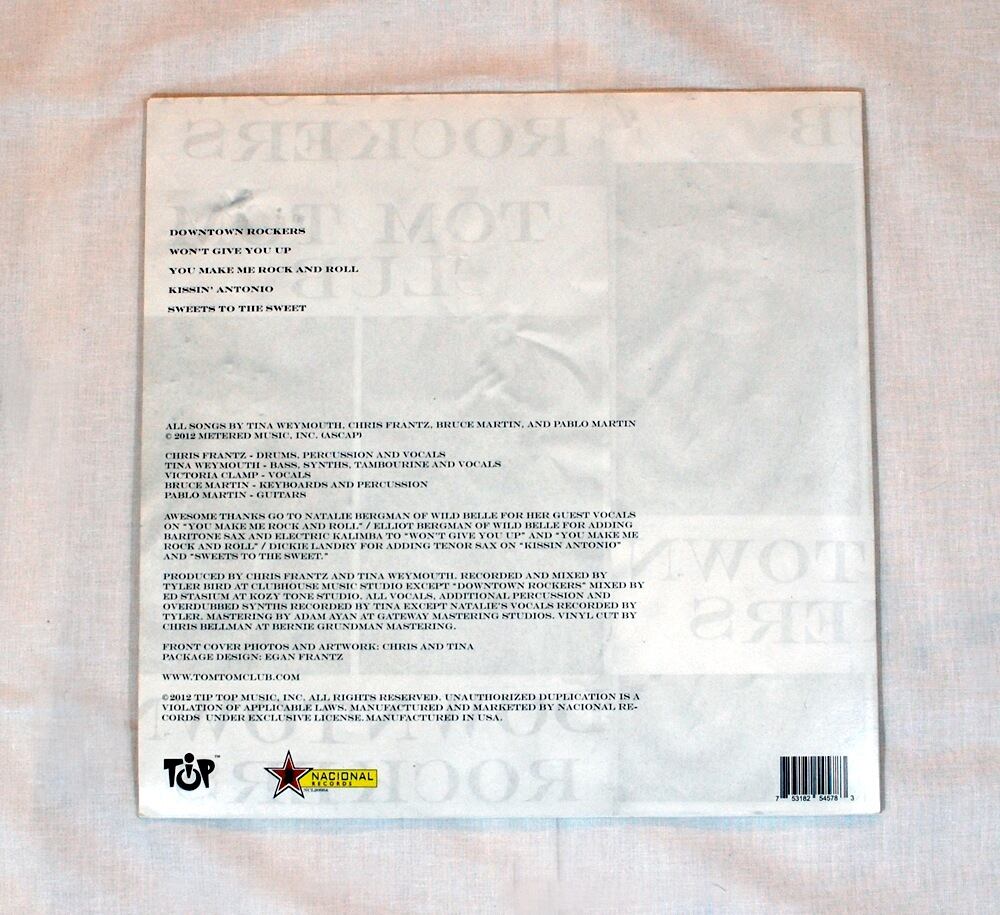 DOWNTOWN ROCKERS
WON'T GIVE YOU UP
YOU MAKE ME ROCK AND ROLL
KISSIN' ANTONIO
SWEETS TO THE SWEET
ALL SONGS BY TINA WEYMOUTH, CHRIS FRANTZ, BRUCE MARTIN, AND PABLO MARTIN
© 2012 METERED MUSIC, INC. (ASCAP)
CHRIS FRANTZ - DRUMS, PERCUSSION AND VOCALS
TINA WEYMOUTH - BASS, SYNTHS, TAMBOURINE AND VOCALS
VICTORIA CLAMP - VOCALS
BRUCE MARTIN - KEYBOARDS AND PERCUSSION
PABLO MARTIN - GUITARS
AWESOME THANKS GO TO NATALIE BERGMAN OF WILD BELLE FOR HER GUEST VOCALS
ON "YOU MAKE ME ROCK AND ROLL" / ELLIOT BERGMAN OF WILD BELLE FOR ADDING
BARITONE SAX AND ELECTRIC KALIMBA TO "WON'T GIVE YOU UP" AND "YOU MAKE ME
ROCK AND ROLL" / DICKIE LANDRY FOR ADDING TENOR SAX ON "KISSIN ANTONIO"
AND "SWEETS TO THE SWEET."
PRODUCED BY CHRIS FRANTZ AND TINA WEYMOUTH. RECORDED AND MIXED BY
TYLER BIRD AT CLUBHOUSE MUSIC STUDIO EXCEPT "DOWNTOWN ROCKERS" MIXED BY
ED STASIUM AT KOZY TONE STUDIO. ALL VOCALS, ADDITIONAL PERCUSSION AND
OVERDUBBED SYNTHS RECORDED BY TINA EXCEPT NATALIE'S VOCALS RECORDED BY
TYLER. MASTERING BY ADAM AYAN AT GATEWAY MASTERING STUDIOS. VINYL CUT BY
CHRIS BELLMAN AT BERNIE GRUNDMAN MASTERING.
FRONT COVER PHOTOS AND ARTWORK: CHRIS AND TINA
PACKAGE DESIGN: EGAN FRANTZ
WWW.TOMTOMCLUB.COM
©2012 TIP TOP MUSIC, INC. ALL RIGHTS RESERVED. UNAUTHORIZED DUPLICATION IS A
VIOLATION OF APPLICABLE LAWS. MANUFACTURED AND MARKETED BY NACIONAL RE-
CORDS UNDER EXCLUSIVE LICENSE. MANUFACTURED IN USA.
TIP TOP ™
NACIONAL
RECORDS
7 53182 54578 3